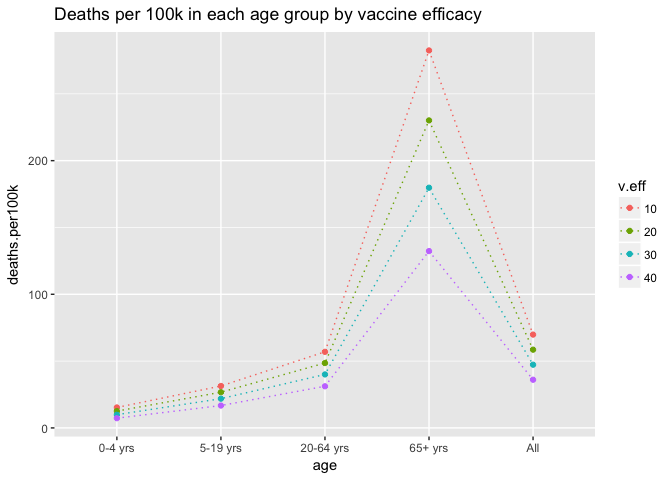 Deaths per 100k in each age group by vaccine efficacy
deaths.per100k
200
100
0
0-4 yrs 5-19 yrs 20-64 yrs 65+ yrs All
age
v.eff
10
20
30
40